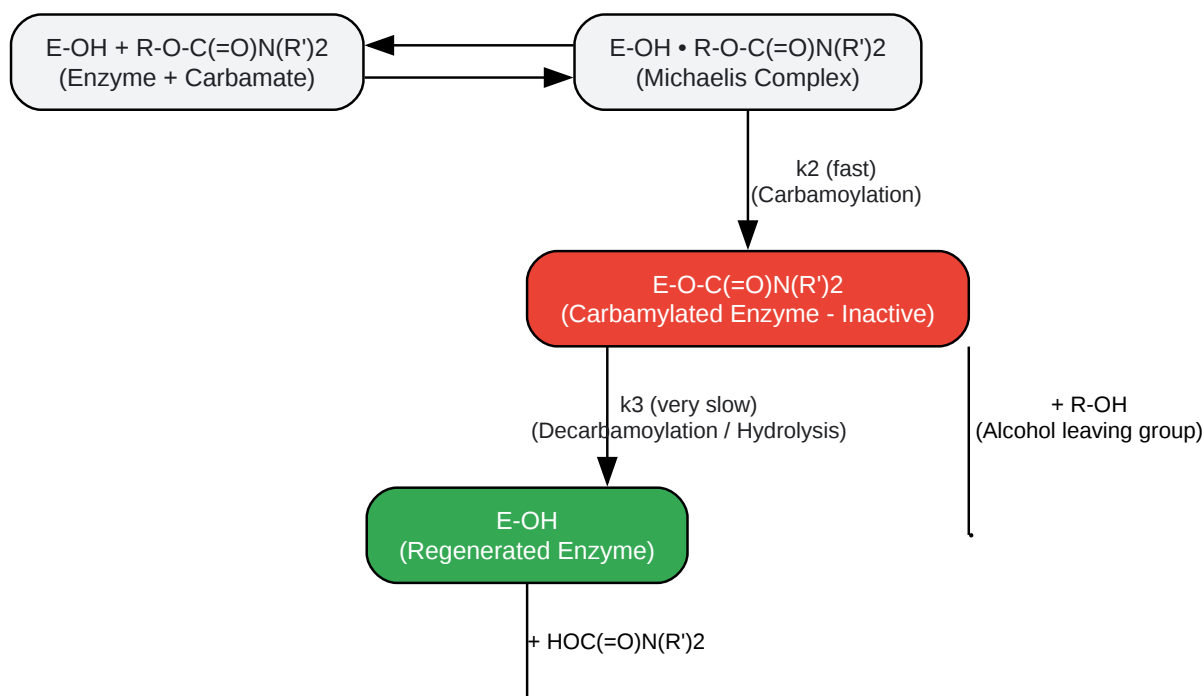 E-OH + R-O-C(=O)N(R')2
(Enzyme + Carbamate)
E-OH • R-O-C(=O)N(R')2
(Michaelis Complex)
k2 (fast)
(Carbamoylation)
E-O-C(=O)N(R')2
(Carbamylated Enzyme - Inactive)
k3 (very slow)
(Decarbamoylation / Hydrolysis)
+ R-OH
(Alcohol leaving group)
E-OH
(Regenerated Enzyme)
+ HOC(=O)N(R')2